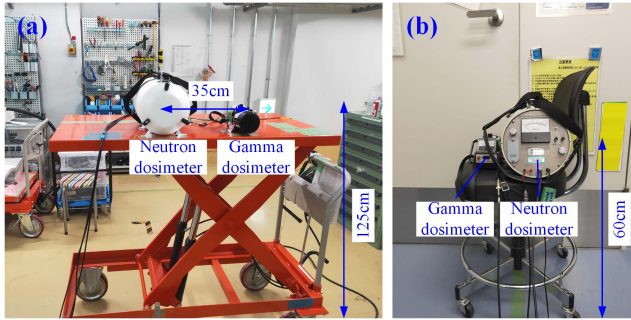 (a)
35cm
Neutron
dosimeter
Gamma
dosimeter
125cm
(b)
Gamma
dosimeter
Neutron
dosimeter
60cm